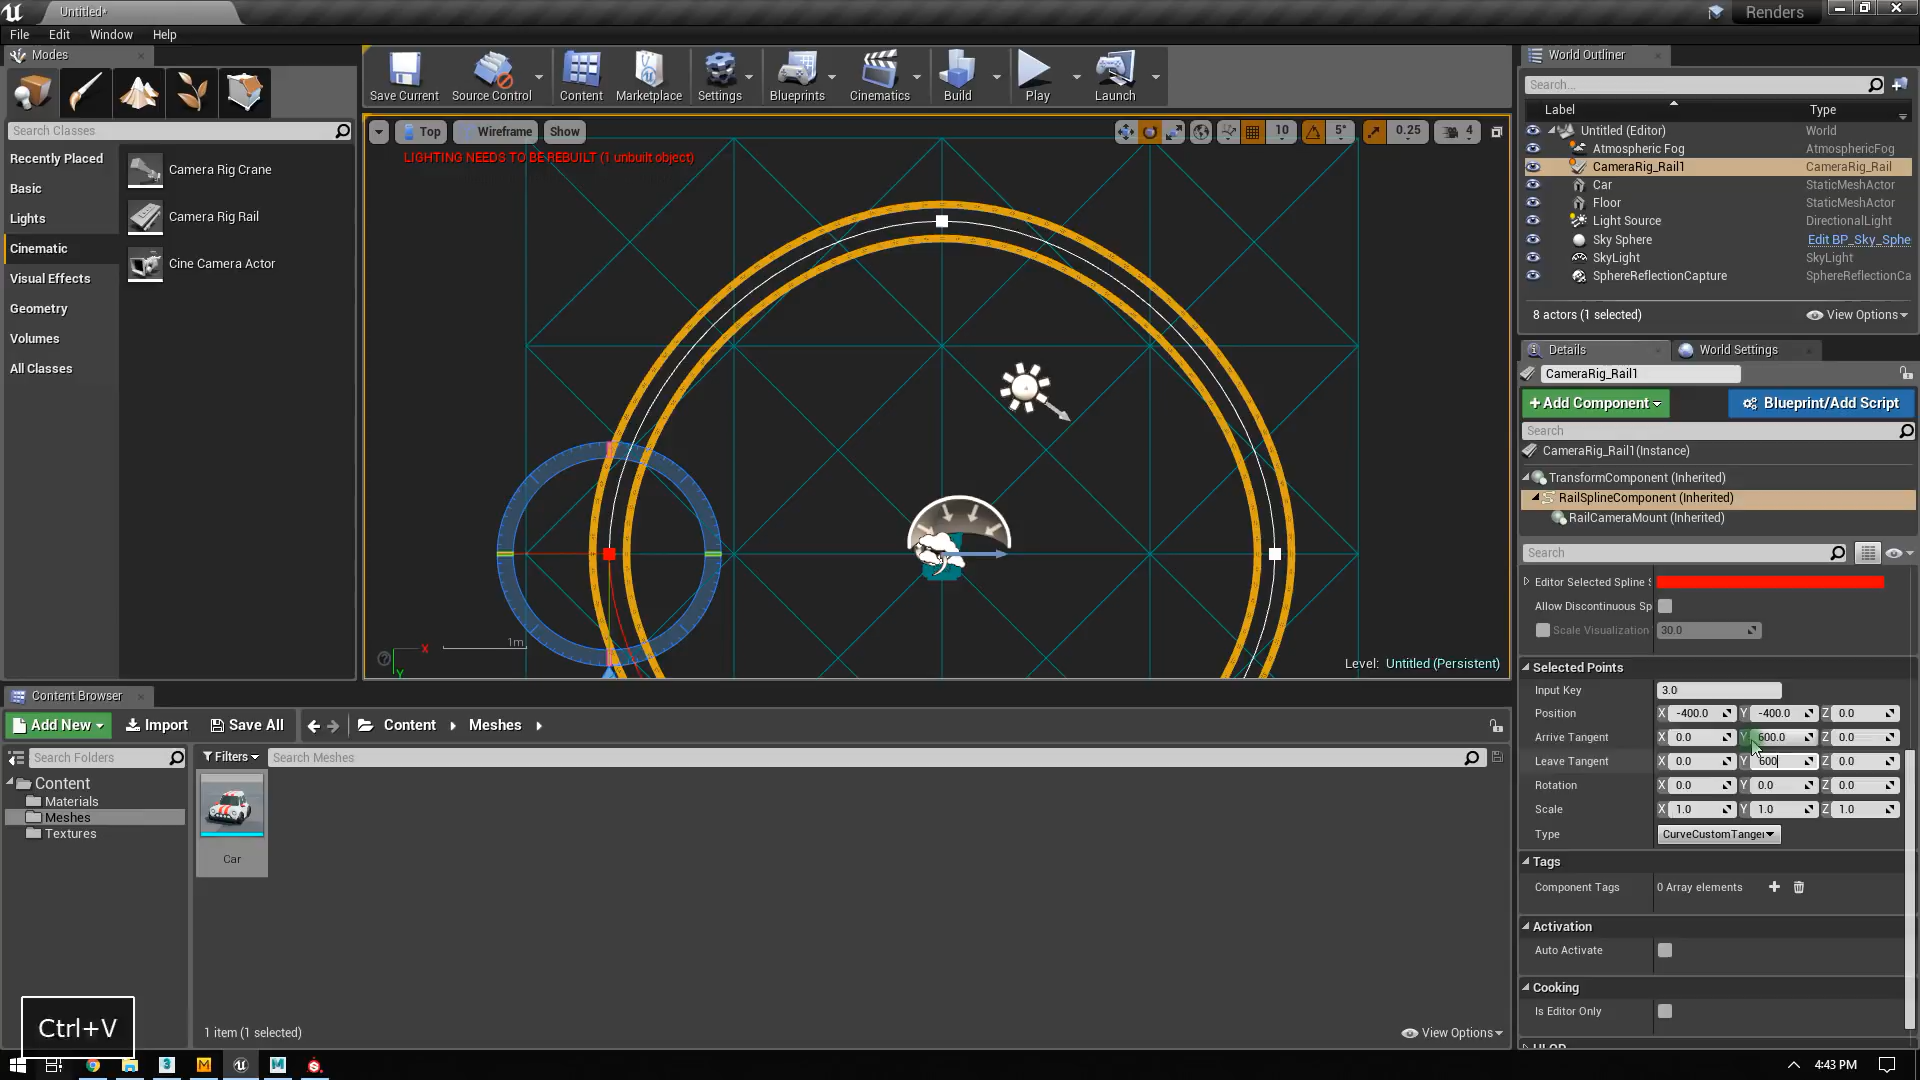 Untitled*
Renders
File Edit Window Help
Modes
Search Classes
Recently Placed
Basic
Lights
Cinematic
Visual Effects
Geometry
Volumes
All Classes
Camera Rig Crane
Camera Rig Rail
Cine Camera Actor
Save Current
Source Control
Content
Marketplace
Settings
Blueprints
Cinematics
Build
Play
Launch
Top
Wireframe
Show
10
5°
0.25
4
LIGHTING NEEDS TO BE REBUILT (1 unbuilt object)
X
Y
1m
Level: Untitled (Persistent)
World Outliner
Search...
Label Type
Untitled (Editor) World
Atmospheric Fog AtmosphericFog
CameraRig_Rail1 CameraRig_Rail
Car StaticMeshActor
Floor StaticMeshActor
Light Source DirectionalLight
Sky Sphere Edit BP_Sky_Sphe
SkyLight SkyLight
SphereReflectionCapture SphereReflectionCa
8 actors (1 selected)
View Options
Details
World Settings
CameraRig_Rail1
+Add Component
Blueprint/Add Script
Search
CameraRig_Rail1(Instance)
TransformComponent (Inherited)
RailSplineComponent (Inherited)
RailCameraMount (Inherited)
Search
Editor Selected Spline S
Allow Discontinuous Sp
Scale Visualization 30.0
Selected Points
Input Key 3.0
Position X -400.0 Y -400.0 Z 0.0
Arrive Tangent X 0.0 Y 600.0 Z 0.0
Leave Tangent X 0.0 Y 600 Z 0.0
Rotation X 0.0 Y 0.0 Z 0.0
Scale X 1.0 Y 1.0 Z 1.0
Type CurveCustomTanger
Tags
Component Tags 0 Array elements
Activation
Auto Activate
Cooking
Is Editor Only
Content Browser
Add New
Import
Save All
Content
Meshes
Search Folders
Filters
Search Meshes
Content
Materials
Meshes
Textures
Car
1 item (1 selected)
View Options
Ctrl+V
4:43 PM